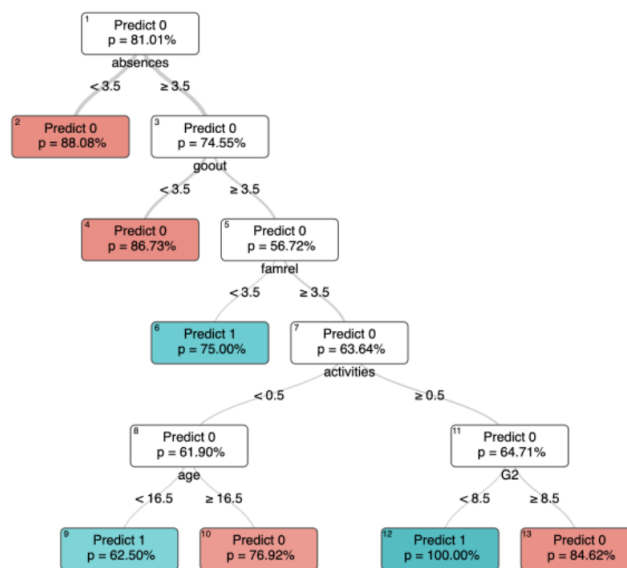 1
Predict 0
p = 81.01%
absences
< 3.5 ≥ 3.5
2 3
Predict 0 Predict 0
p = 88.08% p = 74.55%
goout
< 3.5 ≥ 3.5
4 5
Predict 0 Predict 0
p = 86.73% p = 56.72%
famrel
< 3.5 ≥ 3.5
6 7
Predict 1 Predict 0
p = 75.00% p = 63.64%
activities
< 0.5 ≥ 0.5
8 11
Predict 0 Predict 0
p = 61.90% p = 64.71%
age G2
< 16.5 ≥ 16.5 < 8.5 ≥ 8.5
9 10 12 13
Predict 1 Predict 0 Predict 1 Predict 0
p = 62.50% p = 76.92% p = 100.00% p = 84.62%